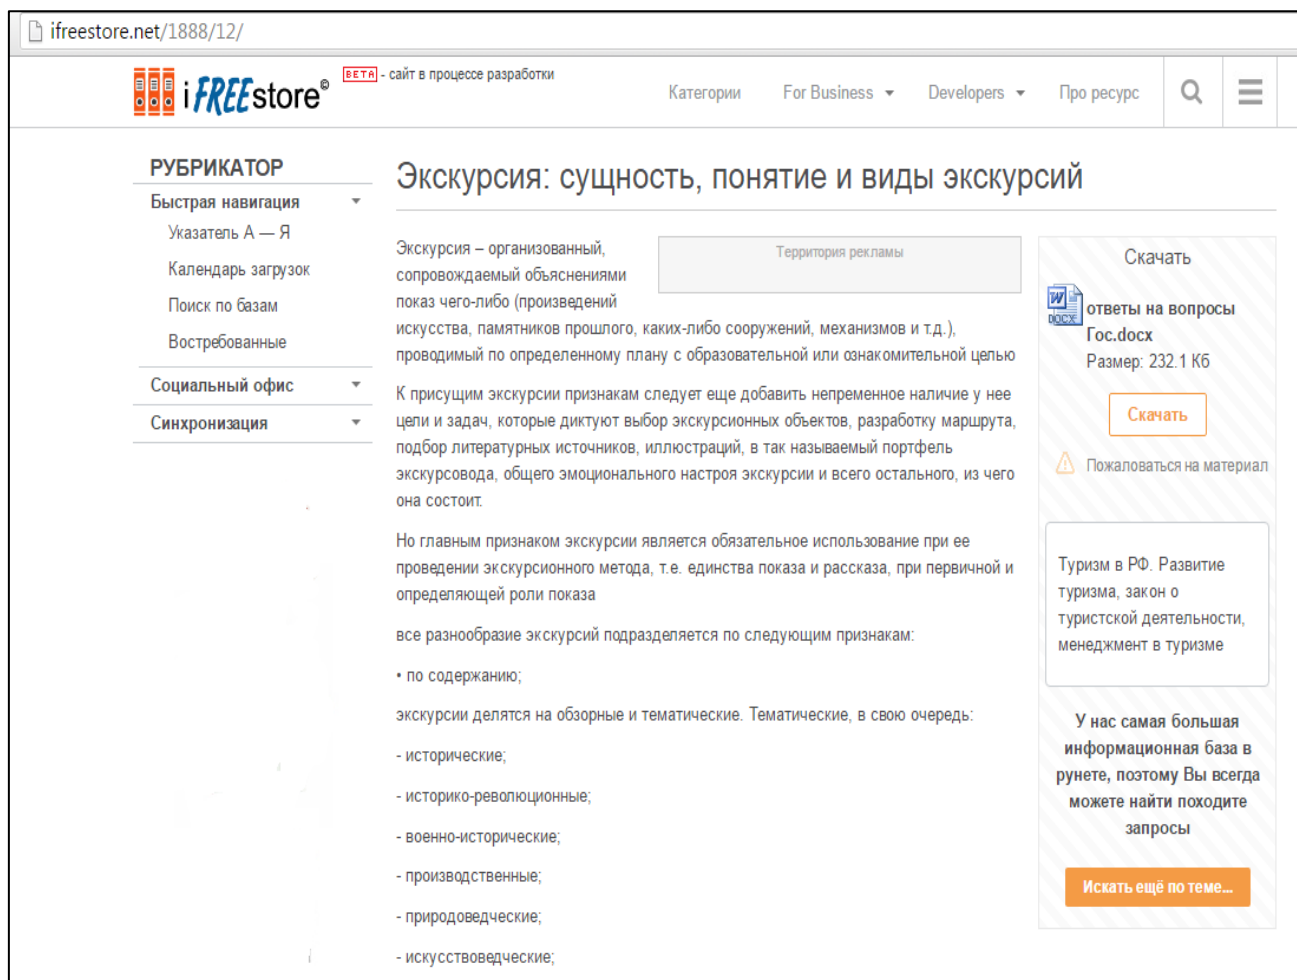 ifreestore.net/1888/12/
i FREE store©
BETA - сайт в процессе разработки
Категории
For Business
Developers
Про ресурс
РУБРИКАТОР
Быстрая навигация
Указатель А — Я
Календарь загрузок
Поиск по базам
Востребованные
Социальный офис
Синхронизация
Экскурсия: сущность, понятие и виды экскурсий
Экскурсия – организованный,
сопровождаемый объяснениями
показ чего-либо (произведений
искусства, памятников прошлого, каких-либо сооружений, механизмов и т.д.),
проводимый по определенному плану с образовательной или ознакомительной целью
Территория рекламы
К присущим экскурсии признакам следует еще добавить непременное наличие у нее
цели и задач, которые диктуют выбор экскурсионных объектов, разработку маршрута,
подбор литературных источников, иллюстраций, в так называемый портфель
экскурсовода, общего эмоционального настроя экскурсии и всего остального, из чего
она состоит.
Но главным признаком экскурсии является обязательное использование при ее
проведении экскурсионного метода, т.е. единства показа и рассказа, при первичной и
определяющей роли показа
все разнообразие экскурсий подразделяется по следующим признакам:
• по содержанию;
экскурсии делятся на обзорные и тематические. Тематические, в свою очередь:
- исторические;
- историко-революционные;
- военно-исторические;
- производственные;
- природоведческие;
- искусствоведческие;
Скачать
W
DOCX
ответы на вопросы
Гос.docx
Размер: 232.1 Кб
Скачать
Пожаловаться на материал
Туризм в РФ. Развитие
туризма, закон о
туристской деятельности,
менеджмент в туризме
У нас самая большая
информационная база в
рунете, поэтому Вы всегда
можете найти походите
запросы
Искать ещё по теме...